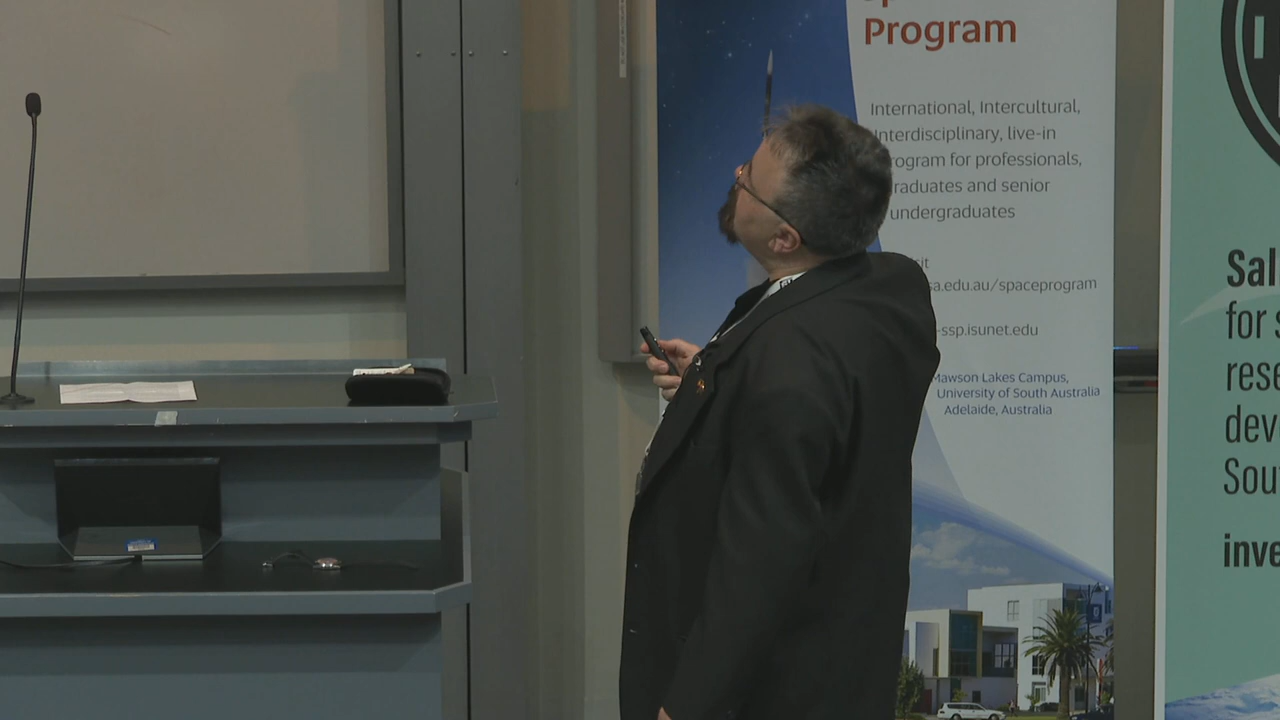 Program
International, Intercultural,
interdisciplinary, live-in
program for professionals,
graduates and senior
undergraduates
sa.edu.au/spaceprogram
-ssp.isunet.edu
Mawson Lakes Campus,
University of South Australia
Adelaide, Australia
Sal
for s
rese
deve
Sou
inve